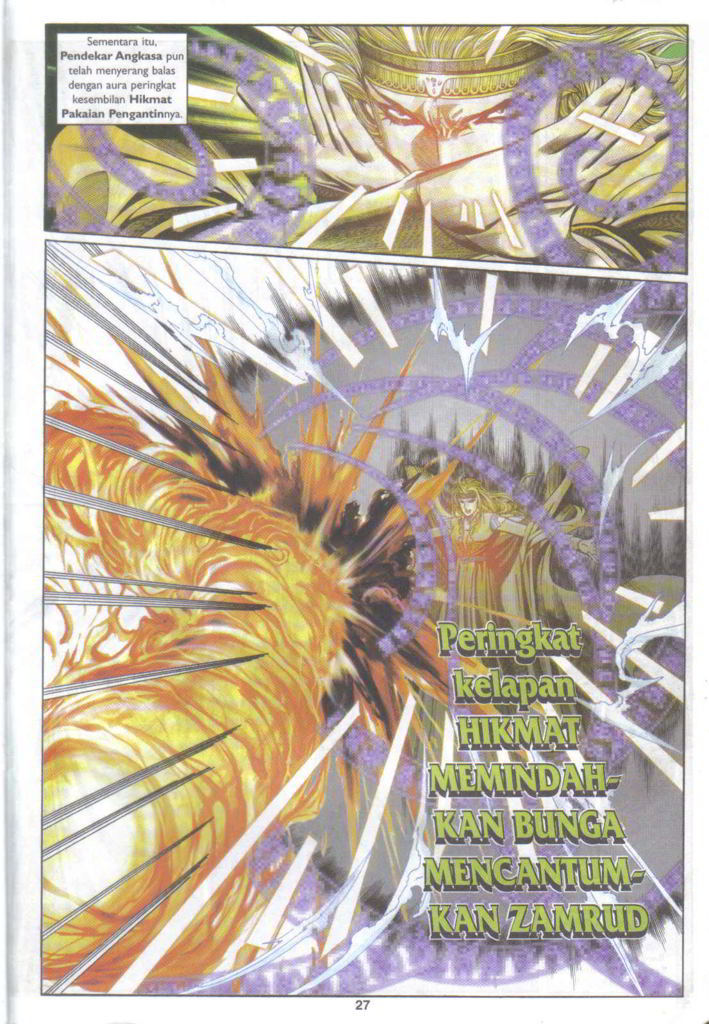 Sementara itu,
Pendekar Angkasa pun
telah menyerang balas
dengan aura peringkat
kesembilan Hikmat
Pakaian Pengantinnya.
Peringkat
kelapan
HIKMAT
MEMINDAH-
KAN BUNGA
MENCANTUM-
KAN ZAMRUD
27